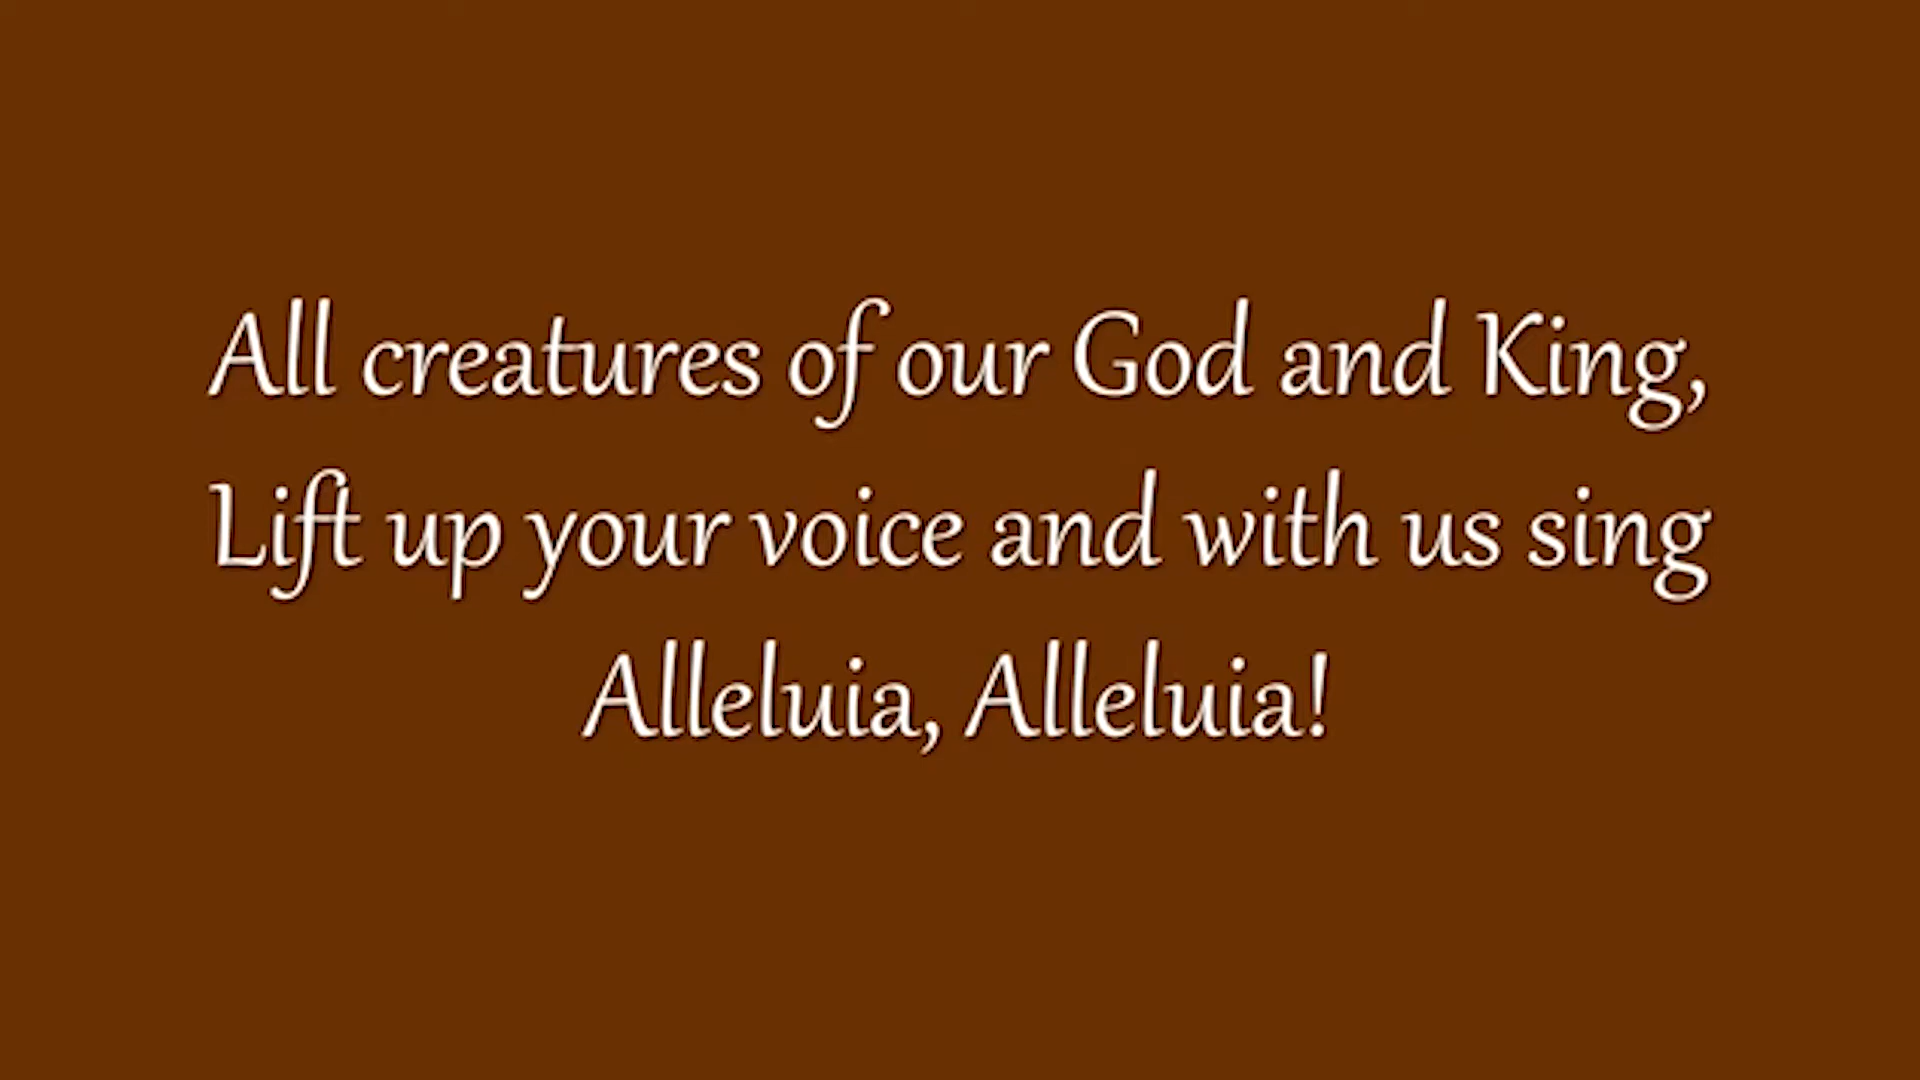 All creatures of our God and King,
Lift up your voice and with us sing
Alleluia, Alleluia!